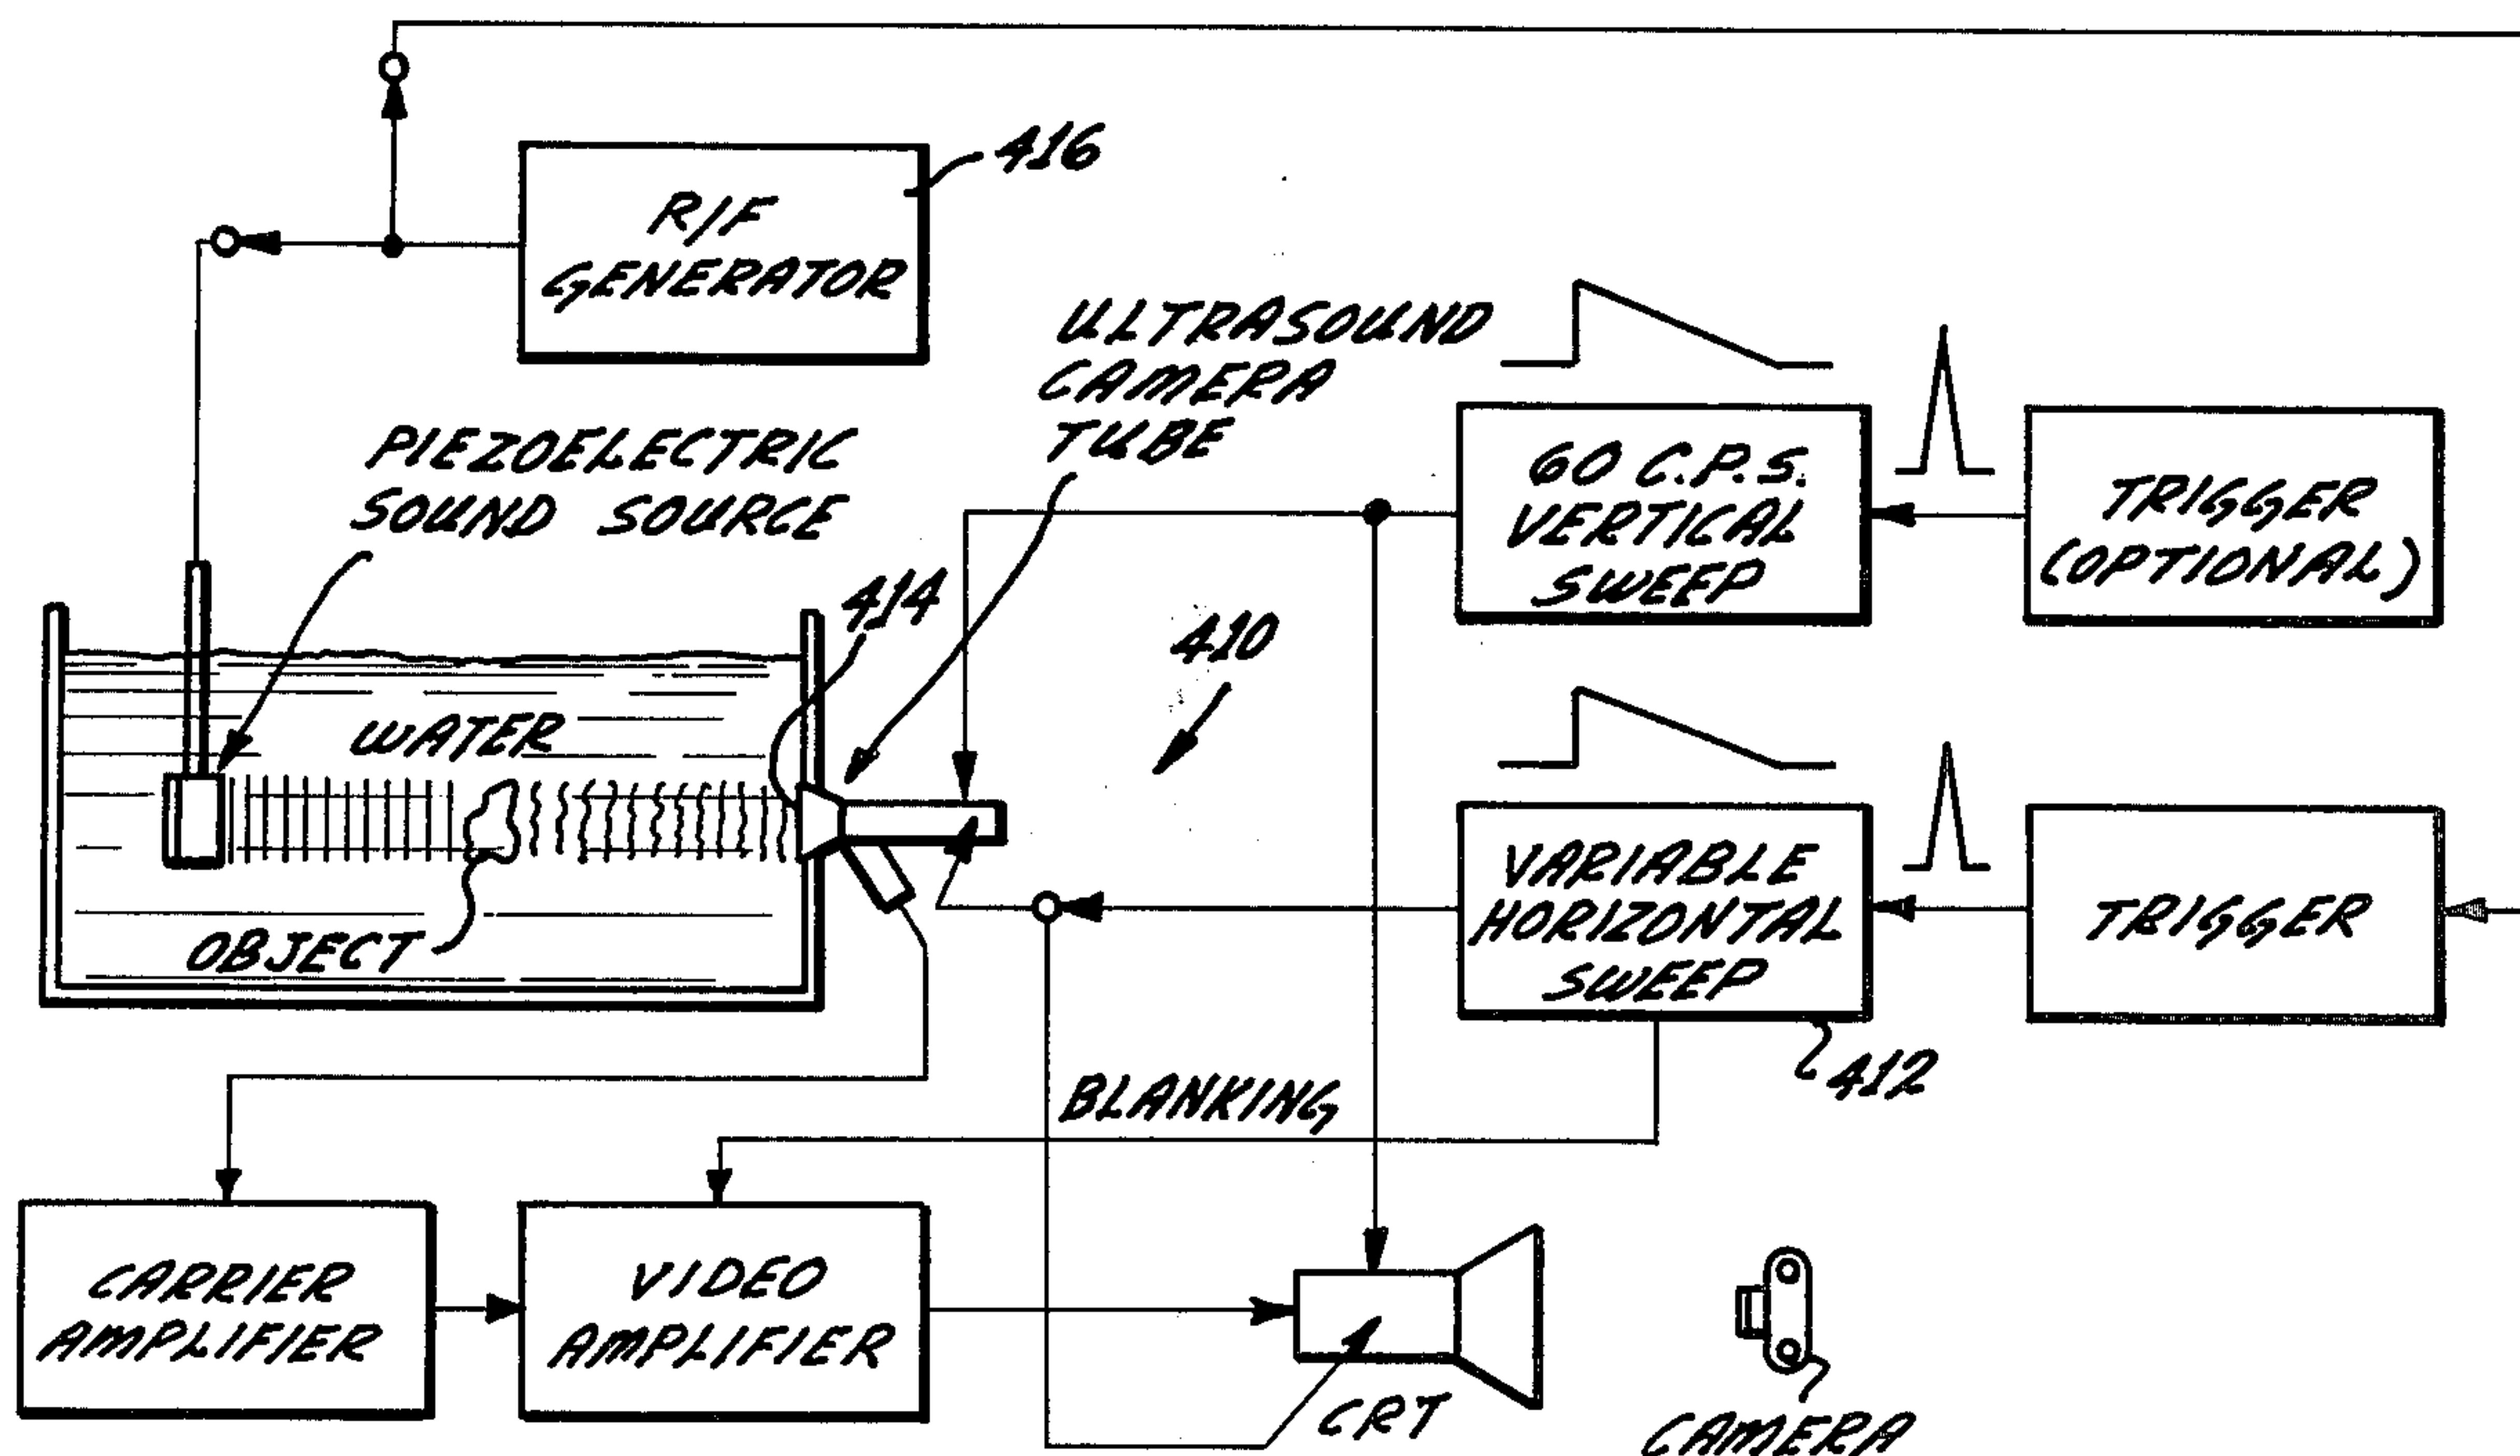 416
R/F
GENERATOR
ULTRASOUND
CAMERA
TUBE
PIEZOELECTRIC
SOUND SOURCE
60 C.P.S.
VERTICAL
SWEEP
TRIGGER
(OPTIONAL)
414
410
WATER
OBJECT
VARIABLE
HORIZONTAL
SWEEP
TRIGGER
412
BLANKING
CARRIER
AMPLIFIER
VIDEO
AMPLIFIER
CRT
CAMERA